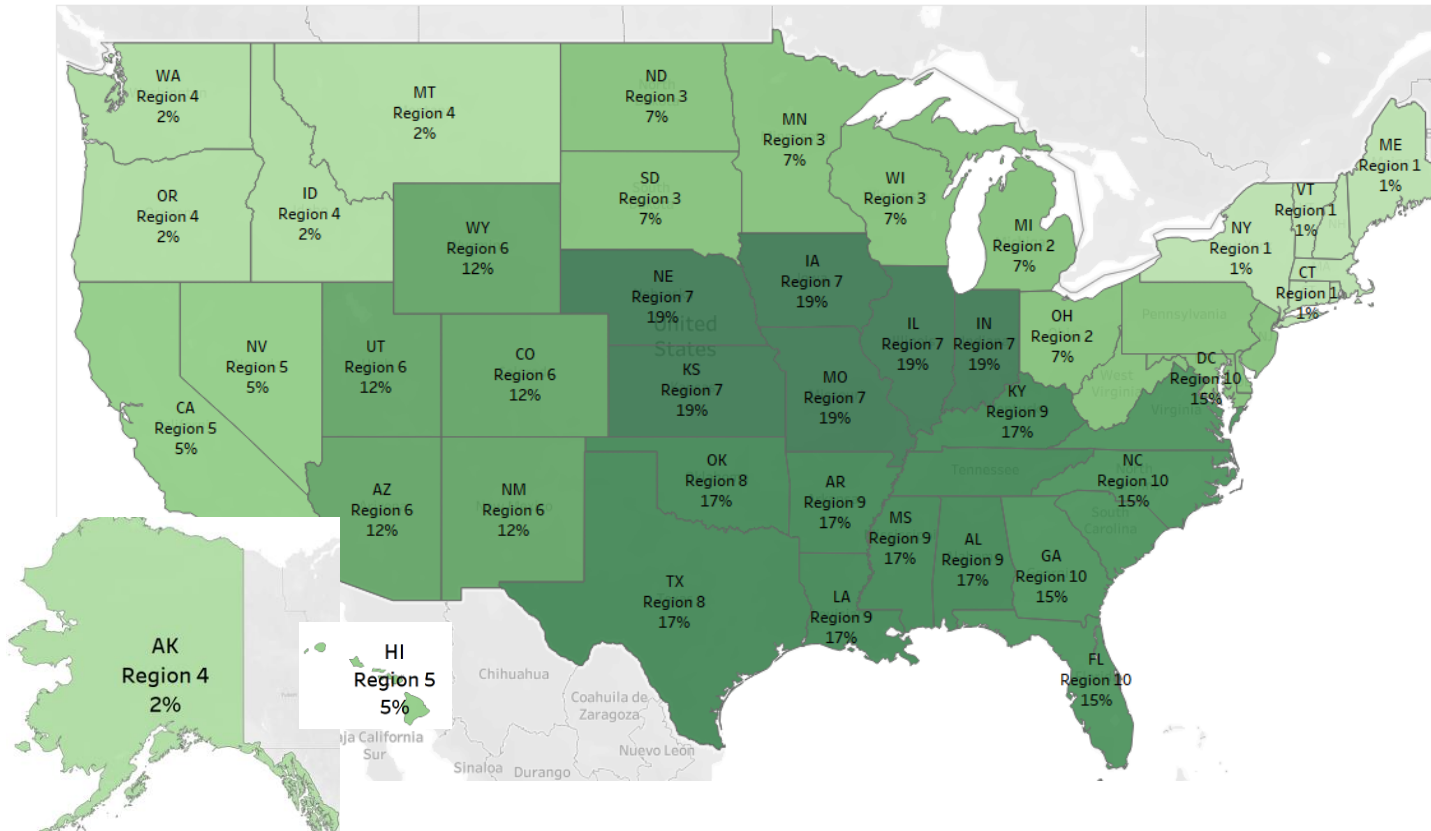 WA
Region 4
2%
MT
Region 4
2%
ND
Region 3
7%
MN
Region 3
7%
ME
Region 1
1%
OR
Region 4
2%
ID
Region 4
2%
SD
Region 3
7%
WI
Region 3
7%
VT
Region 1
1%
WY
Region 6
12%
MI
Region 2
7%
NY
Region 1
1%
NE
Region 7
19%
IA
Region 7
19%
CT
Region 1
1%
United
States
Pennsylvania
NV
Region 5
5%
UT
Region 6
12%
CO
Region 6
12%
KS
Region 7
19%
MO
Region 7
19%
IL
Region 7
19%
IN
Region 7
19%
OH
Region 2
7%
West
Virginia
DC
Region 10
15%
Virginia
CA
Region 5
5%
KY
Region 9
17%
Tennessee
AZ
Region 6
12%
NM
Region 6
12%
OK
Region 8
17%
AR
Region 9
17%
NC
Region 10
15%
South
Carolina
MS
Region 9
17%
AL
Region 9
17%
GA
Region 10
15%
TX
Region 8
17%
LA
Region 9
17%
FL
Region 10
15%
AK
Region 4
2%
HI
Region 5
5%
Chihuahua
Coahuila de
Zaragoza
aja California
Sur
Nuevo León
Sinaloa
Durango